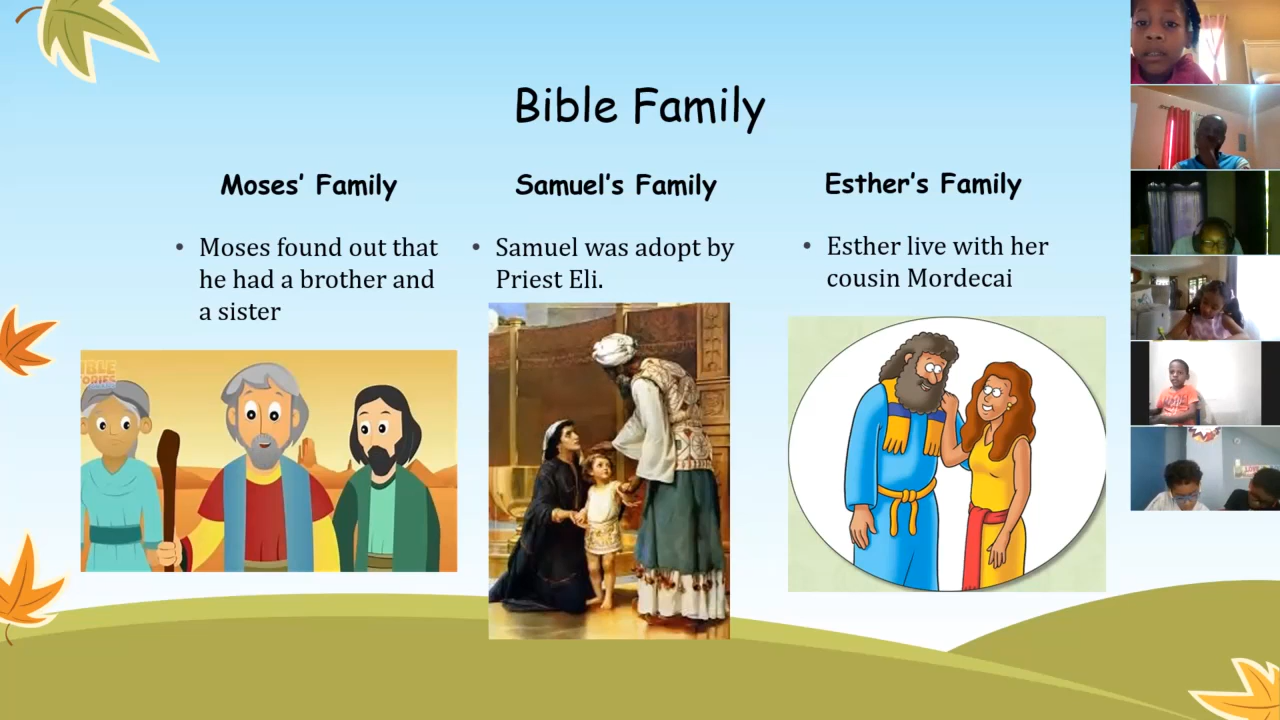 Bible Family
Moses’ Family
• Moses found out that
he had a brother and
a sister
Samuel’s Family
• Samuel was adopt by
Priest Eli.
Esther’s Family
• Esther live with her
cousin Mordecai